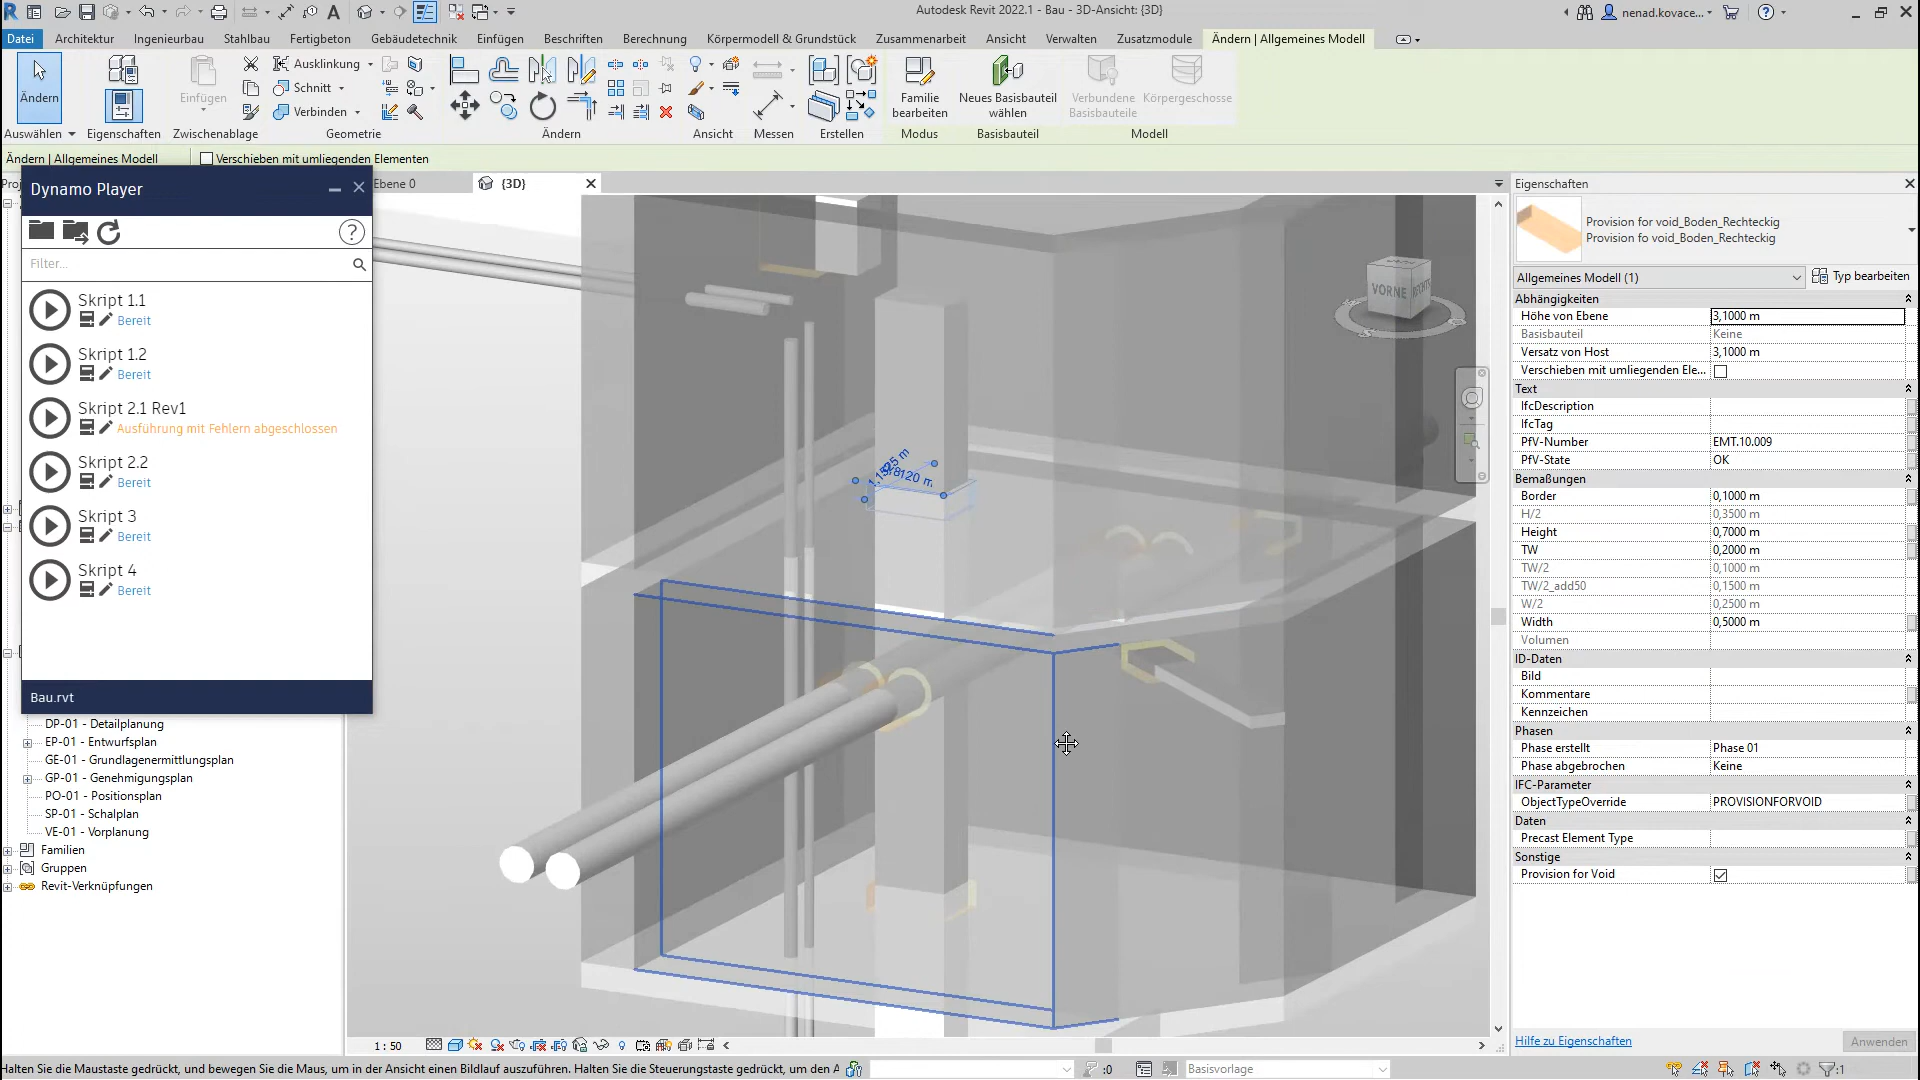 Autodesk Revit 2022.1 - Bau - 3D-Ansicht: {3D}
nenad.kovace...
Datei
Architektur
Ingenieurbau
Stahlbau
Fertigbeton
Gebäudetechnik
Einfügen
Beschriften
Berechnung
Körpermodell & Grundstück
Zusammenarbeit
Ansicht
Verwalten
Zusatzmodule
Ändern | Allgemeines Modell
Ändern
Einfügen
Ausklinkung
Schnitt
Verbinden
Familie bearbeiten
Neues Basisbauteil wählen
Verbundene Basisbauteile
Körpergeschosse
Auswählen
Eigenschaften
Zwischenablage
Geometrie
Ändern
Ansicht
Messen
Erstellen
Modus
Basisbauteil
Modell
Ändern | Allgemeines Modell
Verschieben mit umliegenden Elementen
Dynamo Player
Filter...
Skript 1.1
Bereit
Skript 1.2
Bereit
Skript 2.1 Rev1
Ausführung mit Fehlern abgeschlossen
Skript 2.2
Bereit
Skript 3
Bereit
Skript 4
Bereit
Bau.rvt
DP-01 - Detailplanung
EP-01 - Entwurfsplan
GE-01 - Grundlagenermittlungsplan
GP-01 - Genehmigungsplan
PO-01 - Positionsplan
SP-01 - Schalplan
VE-01 - Vorplanung
Familien
Gruppen
Revit-Verknüpfungen
Ebene 0
{3D}
VORNE
RECHTS
Eigenschaften
Provision for void_Boden_Rechteckig
Provision fo void_Boden_Rechteckig
Allgemeines Modell (1)
Typ bearbeiten
Abhängigkeiten
Höhe von Ebene 3,1000 m
Basisbauteil Keine
Versatz von Host 3,1000 m
Verschieben mit umliegenden Ele...
Text
IfcDescription
IfcTag
PfV-Number EMT.10.009
PfV-State OK
Bemaßungen
Border 0,1000 m
H/2 0,3500 m
Height 0,7000 m
TW 0,2000 m
TW/2 0,1000 m
TW/2_add50 0,1500 m
W/2 0,2500 m
Width 0,5000 m
Volumen
ID-Daten
Bild
Kommentare
Kennzeichen
Phasen
Phase erstellt Phase 01
Phase abgebrochen Keine
IFC-Parameter
ObjectTypeOverride PROVISIONFORVOID
Daten
Precast Element Type
Sonstige
Provision for Void
Hilfe zu Eigenschaften
Anwenden
1 : 50
Halten Sie die Maustaste gedrückt, und bewegen Sie die Maus, um in der Ansicht einen Bildlauf auszuführen. Halten Sie die Steuerungstaste gedrückt, um den A
:0
Basisvorlage
:1